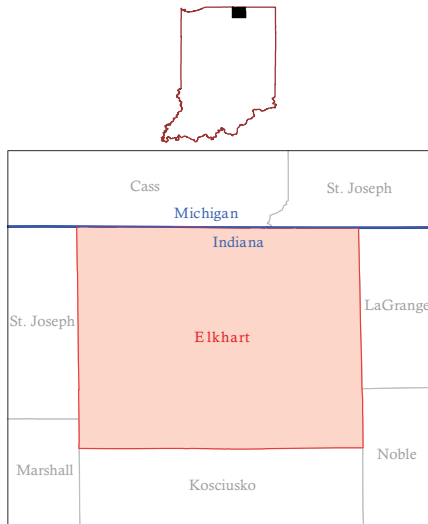 Cass
St. Joseph
Michigan
Indiana
LaGrange
St. Joseph
Elkhart
Noble
Marshall
Kosciusko